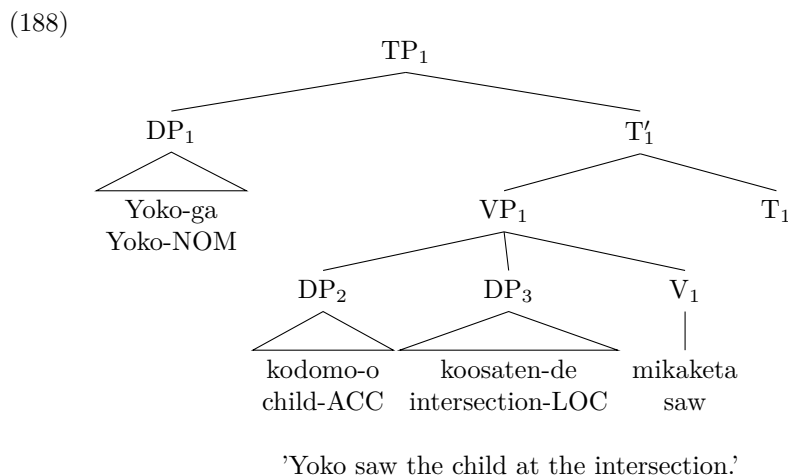 (188)
TP₁
DP₁ T′₁
Yoko-ga VP₁ T₁
Yoko-NOM
DP₂ DP₃ V₁
kodomo-o koosaten-de mikaketa
child-ACC intersection-LOC saw
’Yoko saw the child at the intersection.’